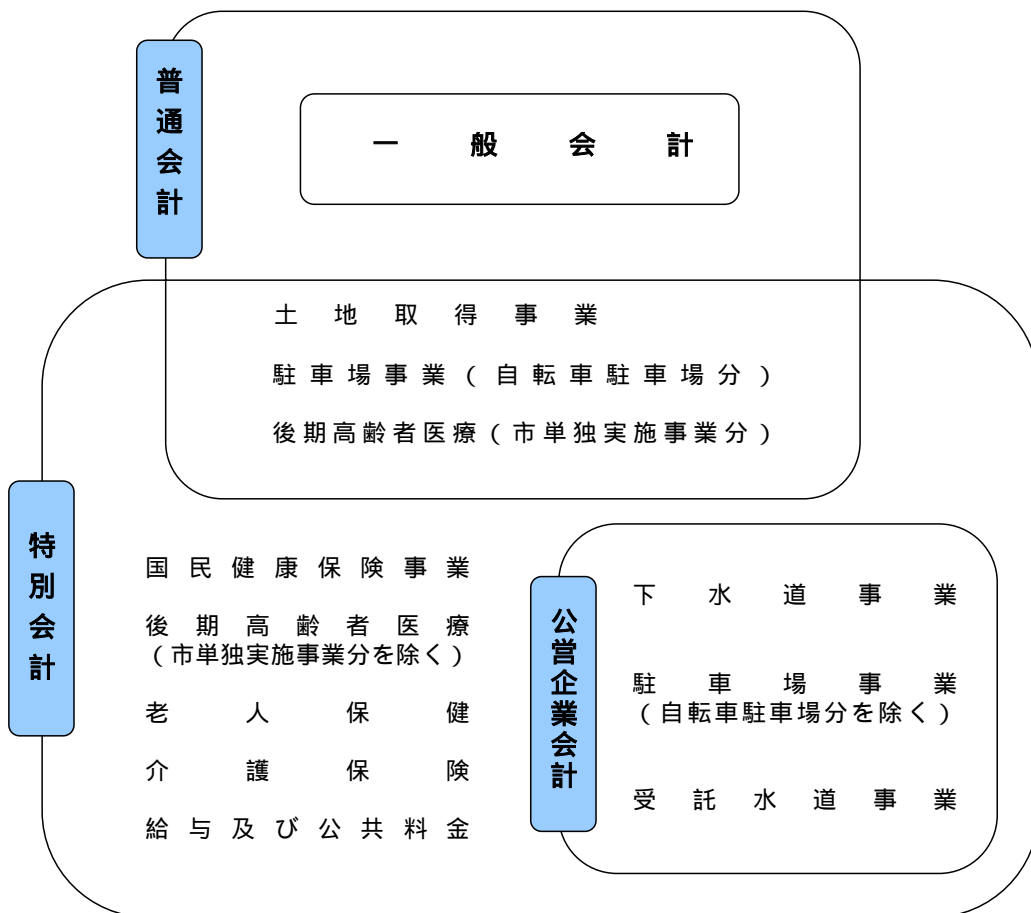 普通会計
一般会計
土地取得事業
駐車場事業(自転車駐車場分)
後期高齢者医療(市単独実施事業分)
特別会計
国民健康保険事業
後期高齢者医療
(市単独実施事業分を除く)
老人保健
介護保険
給与及び公共料金
公営企業会計
下水道事業
駐車場事業
(自転車駐車場分を除く)
受託水道事業